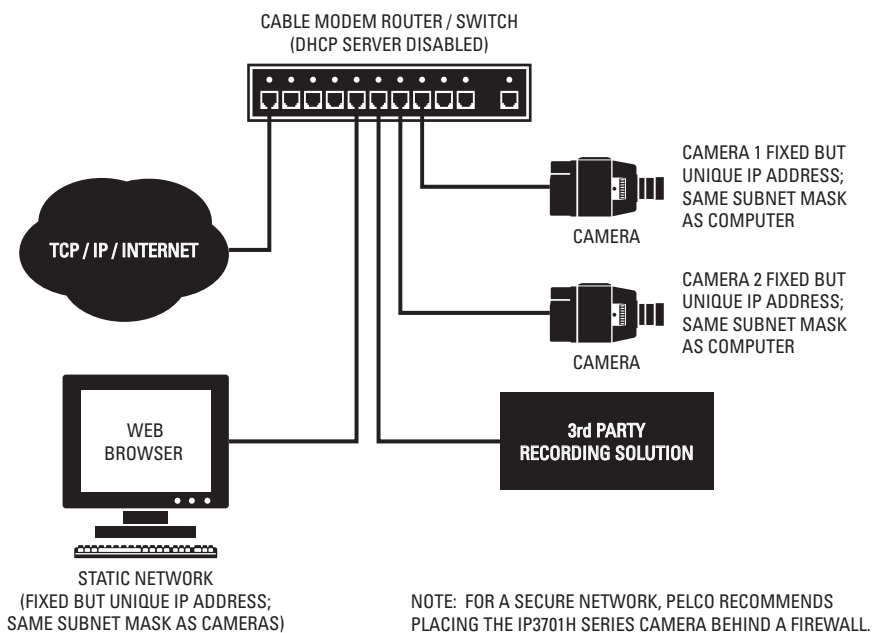 CABLE MODEM ROUTER / SWITCH
(DHCP SERVER DISABLED)
TCP / IP / INTERNET
CAMERA
CAMERA 1 FIXED BUT
UNIQUE IP ADDRESS;
SAME SUBNET MASK
AS COMPUTER
CAMERA
CAMERA 2 FIXED BUT
UNIQUE IP ADDRESS;
SAME SUBNET MASK
AS COMPUTER
WEB
BROWSER
3rd PARTY
RECORDING SOLUTION
STATIC NETWORK
(FIXED BUT UNIQUE IP ADDRESS;
SAME SUBNET MASK AS CAMERAS)
NOTE: FOR A SECURE NETWORK, PELCO RECOMMENDS
PLACING THE IP3701H SERIES CAMERA BEHIND A FIREWALL.